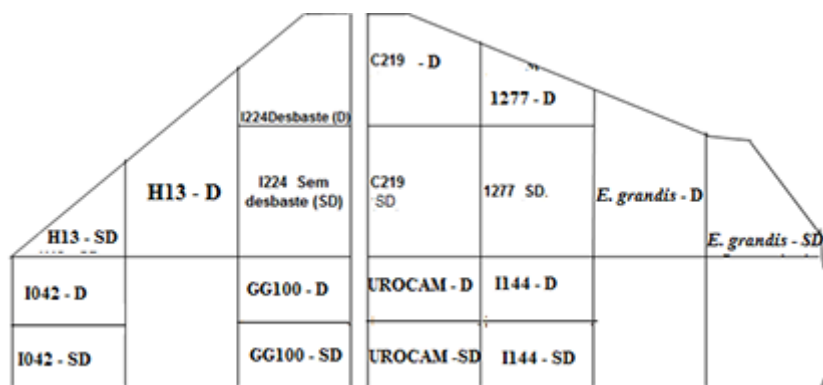 C219 - D
1277 - D
I224Desbaste (D)
H13 - D
I224 Sem
desbaste (SD)
C219
SD
1277 SD.
E. grandis - D
H13 - SD
E. grandis - SD
I042 - D
GG100 - D
UROCAM - D
I144 - D
I042 - SD
GG100 - SD
UROCAM -SD
I144 - SD